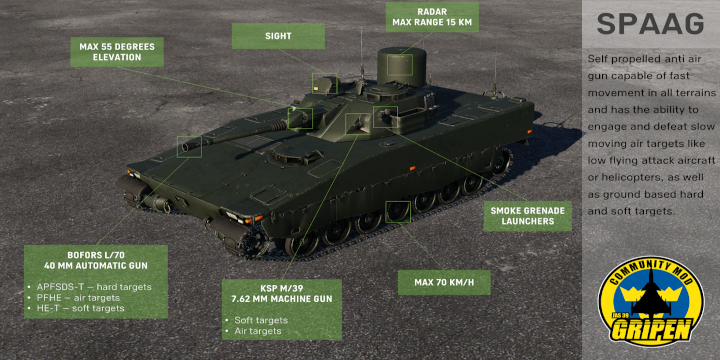 SPAAG
RADAR
MAX RANGE 15 KM
SIGHT
MAX 55 DEGREES
ELEVATION
Self propelled anti air
gun capable of fast
movement in all terrains
and has the ability to
engage and defeat slow
moving air targets like
low flying attack aircraft
or helicopters, as well
as ground based hard
and soft targets
SMOKE GRENADE
LAUNCHERS
BOFORS L/70
40 MM AUTOMATIC GUN
• APFSDS-T – hard targets
• PFHE – air targets
• HE-T – soft targets
KSP M/39
7.62 MM MACHINE GUN
• Soft targets
• Air targets
MAX 70 KM/H
COMMUNITY MOD
JAS 39
GRIPEN